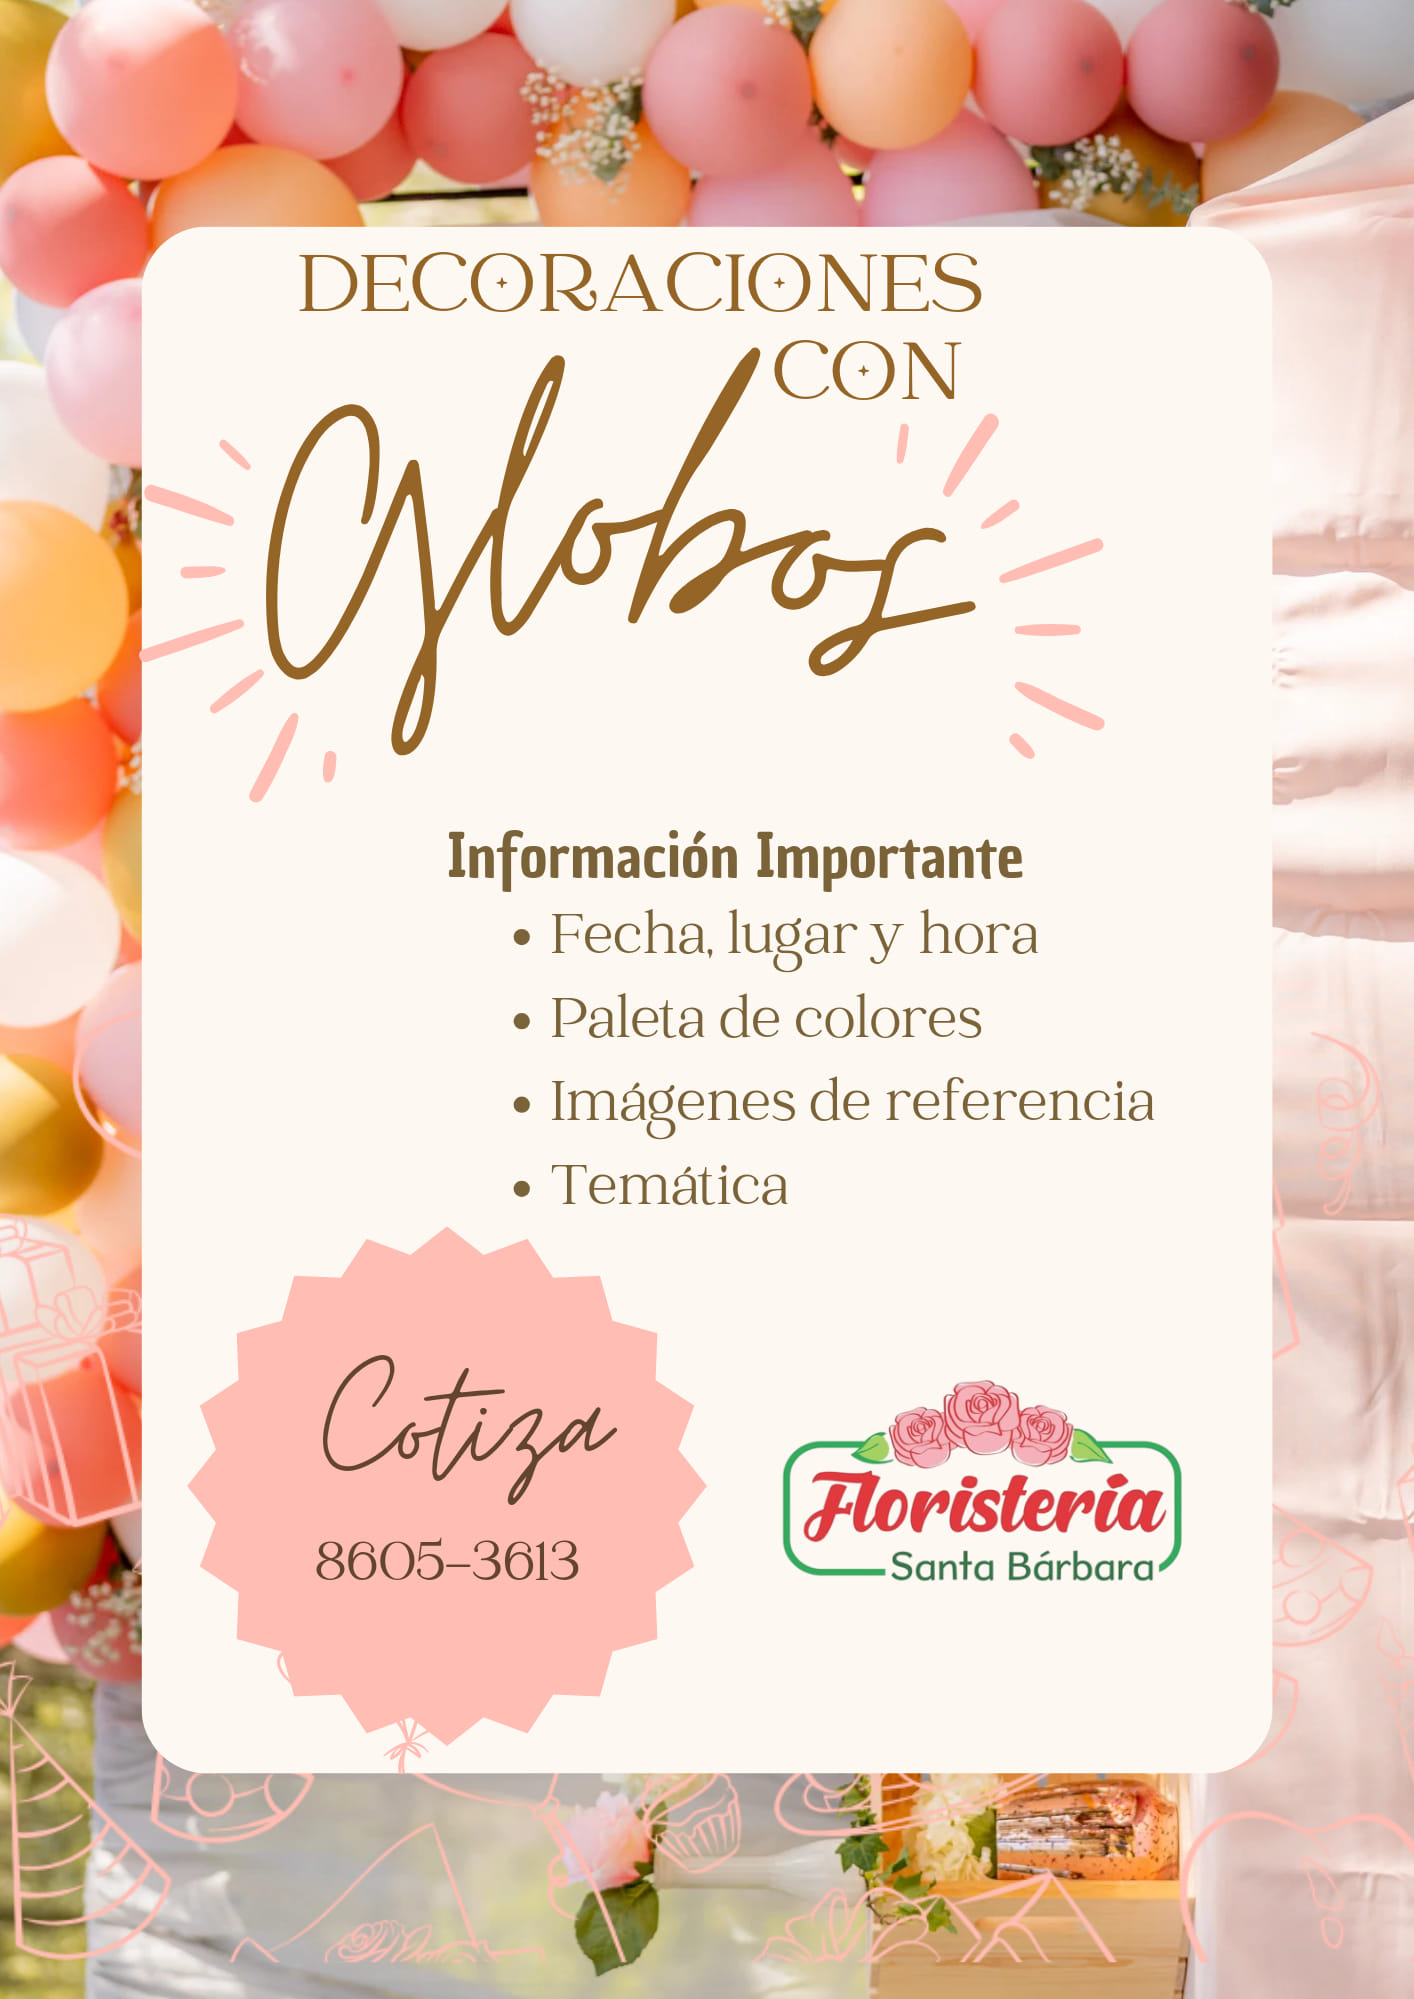 DECORACIONES
CON
Globos
Información Importante
• Fecha, lugar y hora
• Paleta de colores
• Imágenes de referencia
• Temática
Cotiza
8605-3613
Floristería
Santa Bárbara